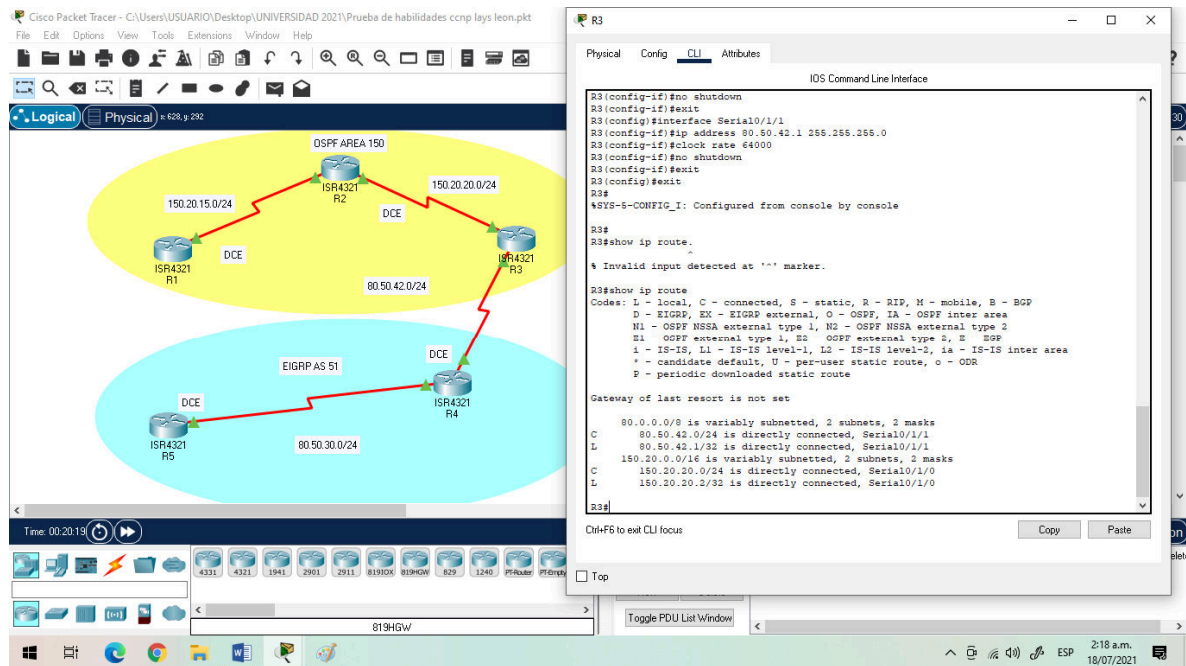 Cisco Packet Tracer - C:\Users\USUARIO\Desktop\UNIVERSIDAD 2021\Prueba de habilidades ccnp lays leon.pkt
File Edit Options View Tools Extensions Window Help
Logical Physical x: 628, y: 292
OSPF AREA 150
ISR4321
R2
150.20.20.0/24
150.20.15.0/24
DCE
DCE
ISR4321
R1
ISR4321
R3
80.50.42.0/24
DCE
EIGRP AS 51
DCE
ISR4321
R4
ISR4321
R5
80.50.30.0/24
Time: 00:20:19
4331 4321 1941 2901 2911 819IOX 819HGW 829 1240 PT-Router PT-Empty
819HGW
R3
Physical Config CLI Attributes
IOS Command Line Interface
R3(config-if)#no shutdown
R3(config-if)#exit
R3(config)#interface Serial0/1/1
R3(config-if)#ip address 80.50.42.1 255.255.255.0
R3(config-if)#clock rate 64000
R3(config-if)#no shutdown
R3(config-if)#exit
R3(config)#exit
R3#
%SYS-5-CONFIG_I: Configured from console by console
R3#
R3#show ip route.
^
% Invalid input detected at '^' marker.
R3#show ip route
Codes: L - local, C - connected, S - static, R - RIP, M - mobile, B - BGP
D - EIGRP, EX - EIGRP external, O - OSPF, IA - OSPF inter area
N1 - OSPF NSSA external type 1, N2 - OSPF NSSA external type 2
E1 - OSPF external type 1, E2 - OSPF external type 2, E - EGP
i - IS-IS, L1 - IS-IS level-1, L2 - IS-IS level-2, ia - IS-IS inter area
* - candidate default, U - per-user static route, o - ODR
P - periodic downloaded static route
Gateway of last resort is not set
80.0.0.0/8 is variably subnetted, 2 subnets, 2 masks
C 80.50.42.0/24 is directly connected, Serial0/1/1
L 80.50.42.1/32 is directly connected, Serial0/1/1
150.20.0.0/16 is variably subnetted, 2 subnets, 2 masks
C 150.20.20.0/24 is directly connected, Serial0/1/0
L 150.20.20.2/32 is directly connected, Serial0/1/0
R3#
Ctrl+F6 to exit CLI focus
Copy Paste
Top
Toggle PDU List Window
ESP
2:18 a.m.
18/07/2021